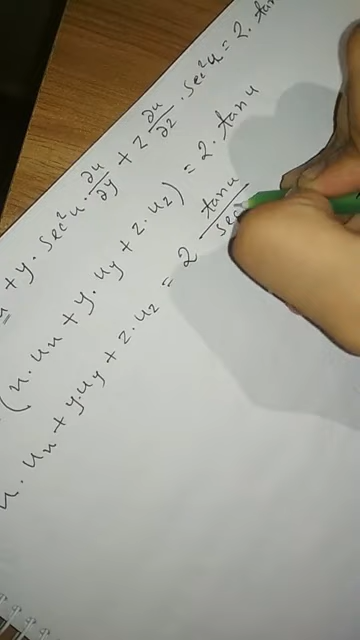 u + y · sec²u · ∂u/∂y + z ∂u/∂z · sec²u = 2 · tan
(x · ux + y · uy + z · uz) = 2 · tan u
x · ux + y · uy + z · uz = 2 tan u / sec